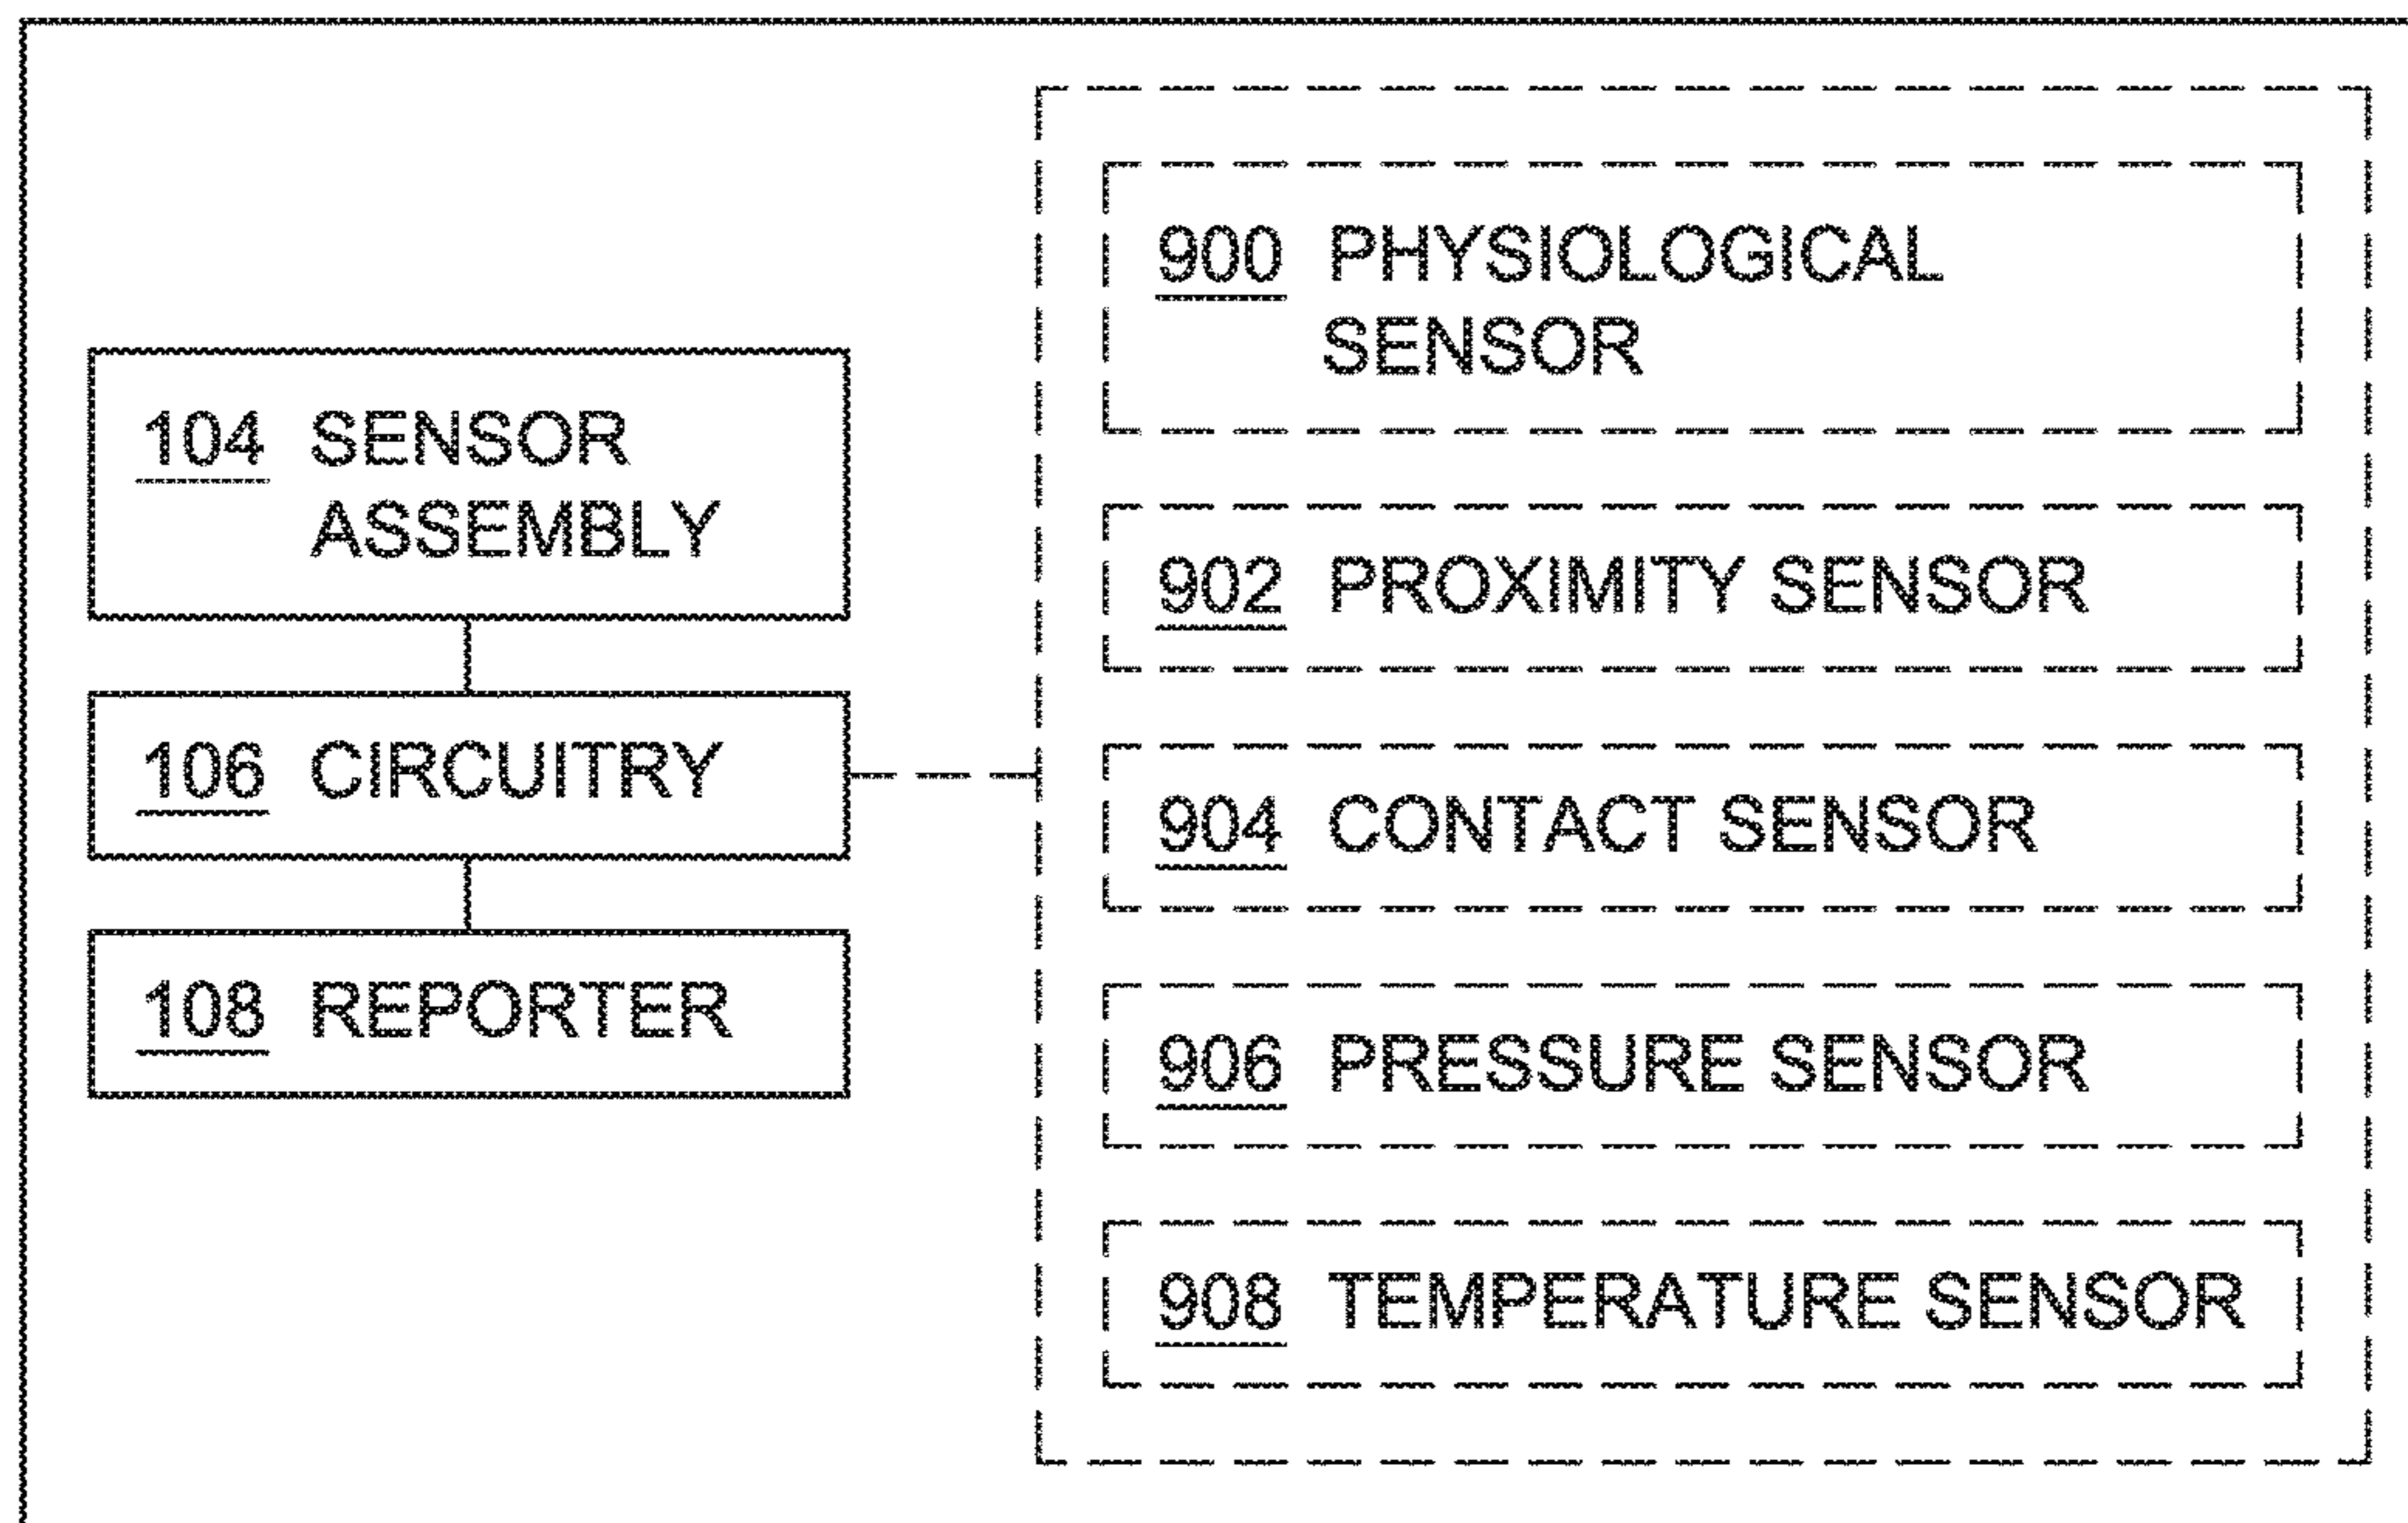 104 SENSOR
ASSEMBLY
106 CIRCUITRY
108 REPORTER
900 PHYSIOLOGICAL
SENSOR
902 PROXIMITY SENSOR
904 CONTACT SENSOR
906 PRESSURE SENSOR
908 TEMPERATURE SENSOR